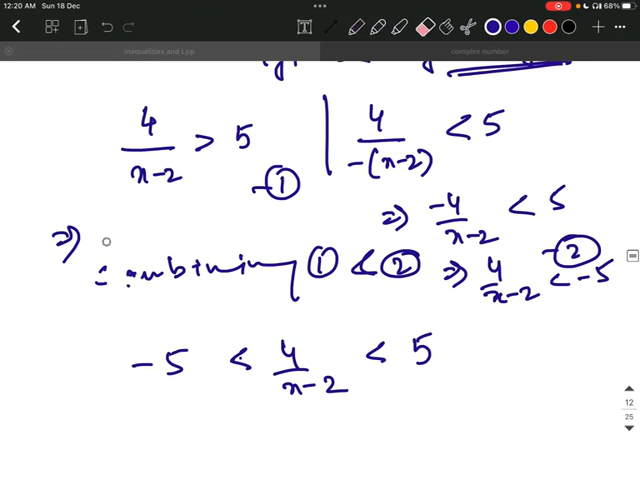 12:20 AM Sun 18 Dec
68%
inequalities and Lpp
complex number
4/(x-2) > 5 | 4/-(x-2) < 5
-①
⇒ -4/(x-2) < 5
-②
⇒ combining ① & ② ⇒ 4/(x-2) < -5
-5 < 4/(x-2) < 5
12
25